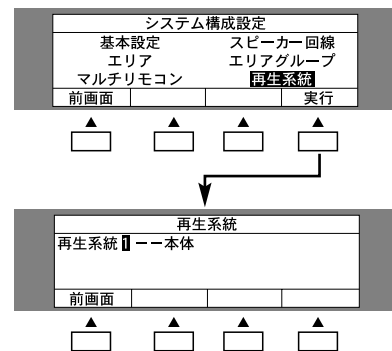 システム構成設定
基本設定 スピーカー回線
エリア エリアグループ
マルチリモコン 再生系統
前画面 実行
再生系統
再生系統 1 ーー本体
前画面